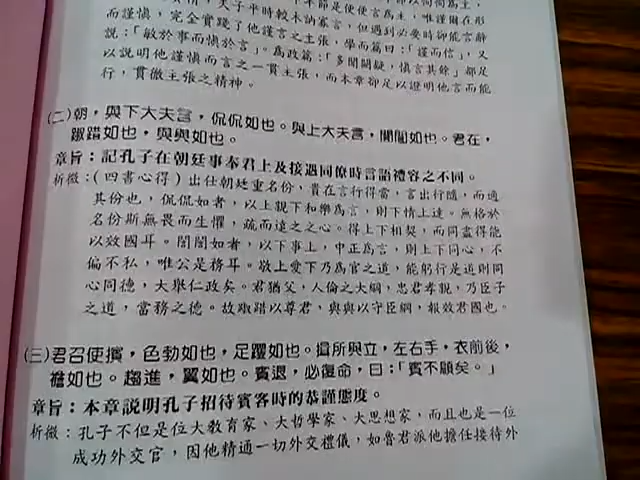 而謹慎，完全實踐了他謹言之主張，學而篇曰：「謹而信」，又
說：「敏於事而慎於言」。為政篇：「多聞闕疑，慎言其餘」都足
以說明他謹慎而言之一貫主張，而本章卻足以證明他言而能
行，貫徹主張之精神。
(二)朝，與下大夫言，侃侃如也。與上大夫言，誾誾如也。君在，
踧踖如也，與與如也。
章旨：記孔子在朝廷事奉君上及接遇同僚時言語禮容之不同。
析微：(四書心得)出仕朝廷重名份，貴在言行得當，言出行隨，而適
其份也，侃侃如者，以上親下和樂為言，則下情上達。無格於
名份斯無畏而生懼，疏而遠之之心。得上下相契，而同盡得能
以效國耳。誾誾如者，以下事上，中正為言，則上下同心，不
偏不私，唯公是務耳。敬上愛下乃為官之道，能躬行是道則同
心同德，大舉仁政矣。君猶父，人倫之大綱，忠君孝親，乃臣子
之道，當務之德。故踧踖以尊君，與與以守臣綱，報效君國也。
(三)君召使擯，色勃如也，足躩如也。揖所與立，左右手，衣前後，
襜如也。趨進，翼如也。賓退，必復命，曰：「賓不顧矣。」
章旨：本章說明孔子招待賓客時的恭謹態度。
析微：孔子不但是位大教育家、大哲學家、大思想家，而且也是一位
成功外交官，因他精通一切外交禮儀，如魯君派他擔任接待外